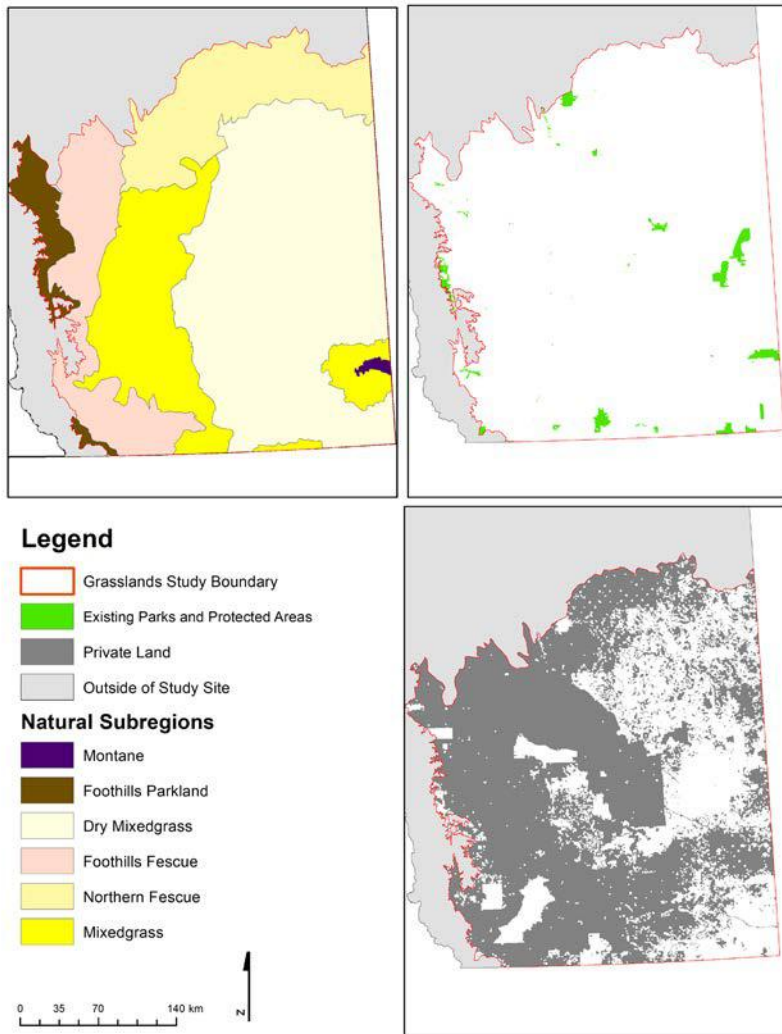 Legend
Grasslands Study Boundary
Existing Parks and Protected Areas
Private Land
Outside of Study Site
Natural Subregions
Montane
Foothills Parkland
Dry Mixedgrass
Foothills Fescue
Northern Fescue
Mixedgrass
0 35 70 140 km
N